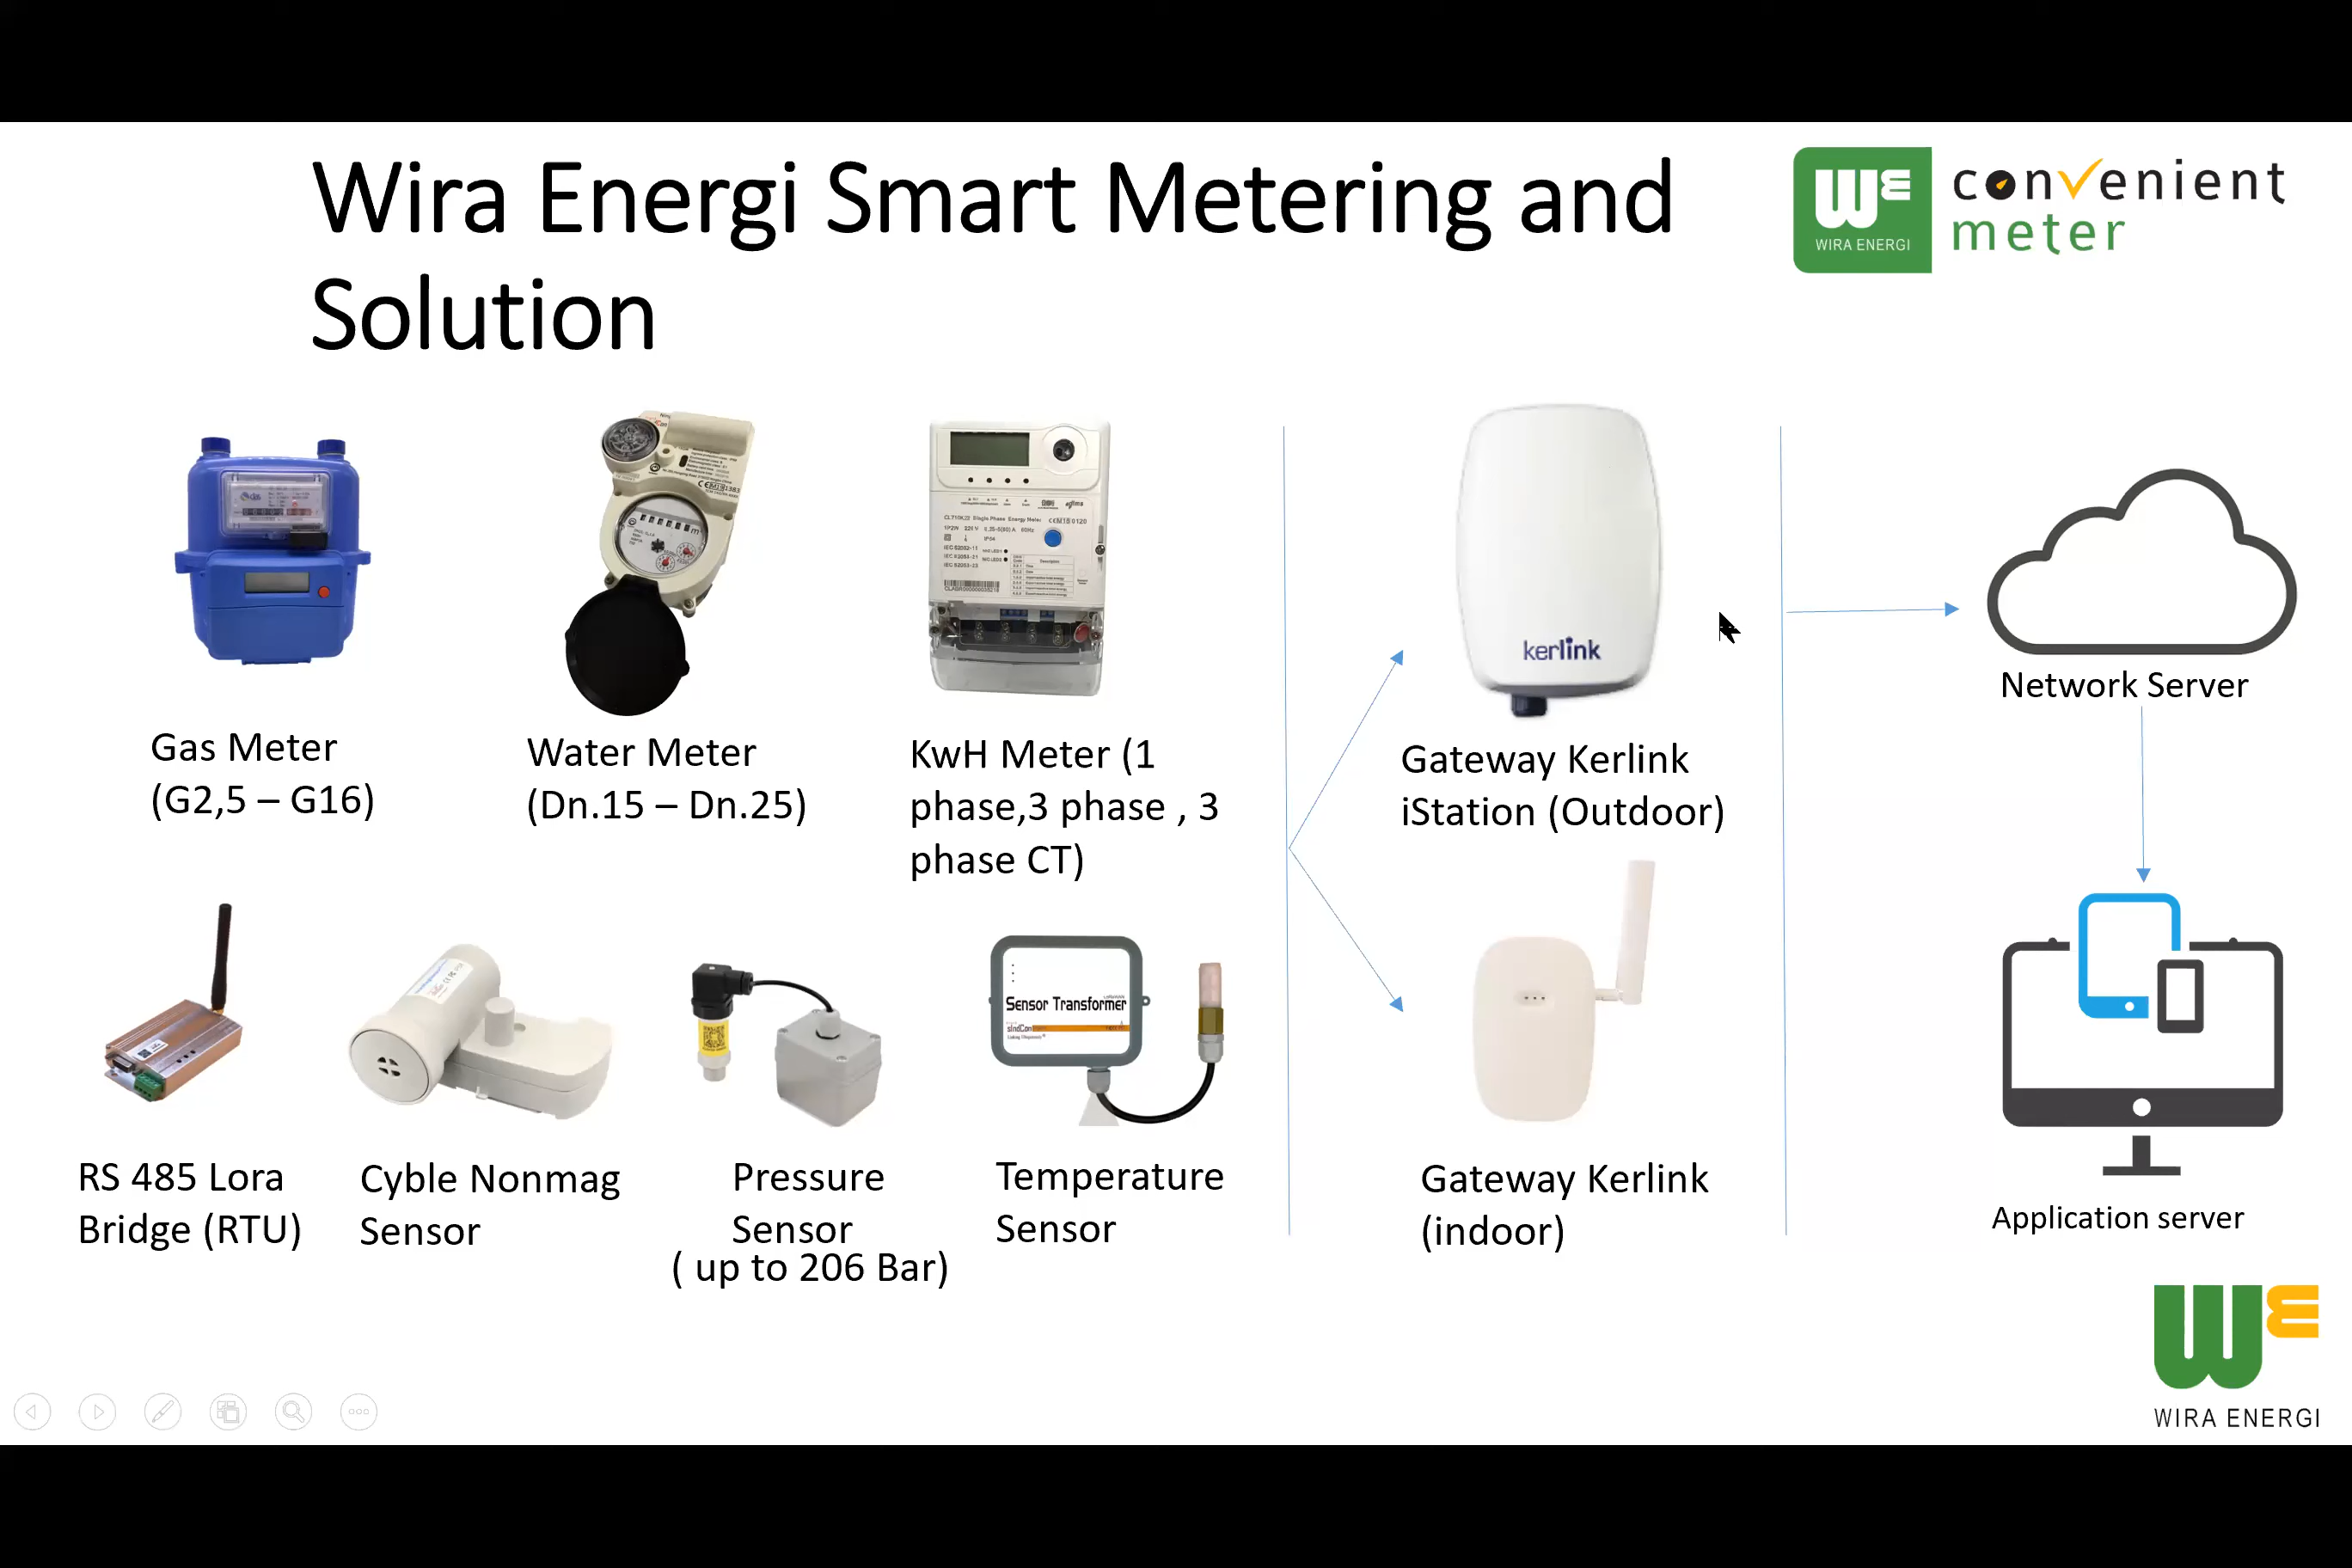 Wira Energi Smart Metering and
Solution
WE
WIRA ENERGI
convenient
meter
kerlink
Network Server
Gas Meter
(G2,5 – G16)
Water Meter
(Dn.15 – Dn.25)
KwH Meter (1
phase,3 phase , 3
phase CT)
Gateway Kerlink
iStation (Outdoor)
Sensor Transformer
RS 485 Lora
Bridge (RTU)
Cyble Nonmag
Sensor
Pressure
Sensor
( up to 206 Bar)
Temperature
Sensor
Gateway Kerlink
(indoor)
Application server
WE
WIRA ENERGI